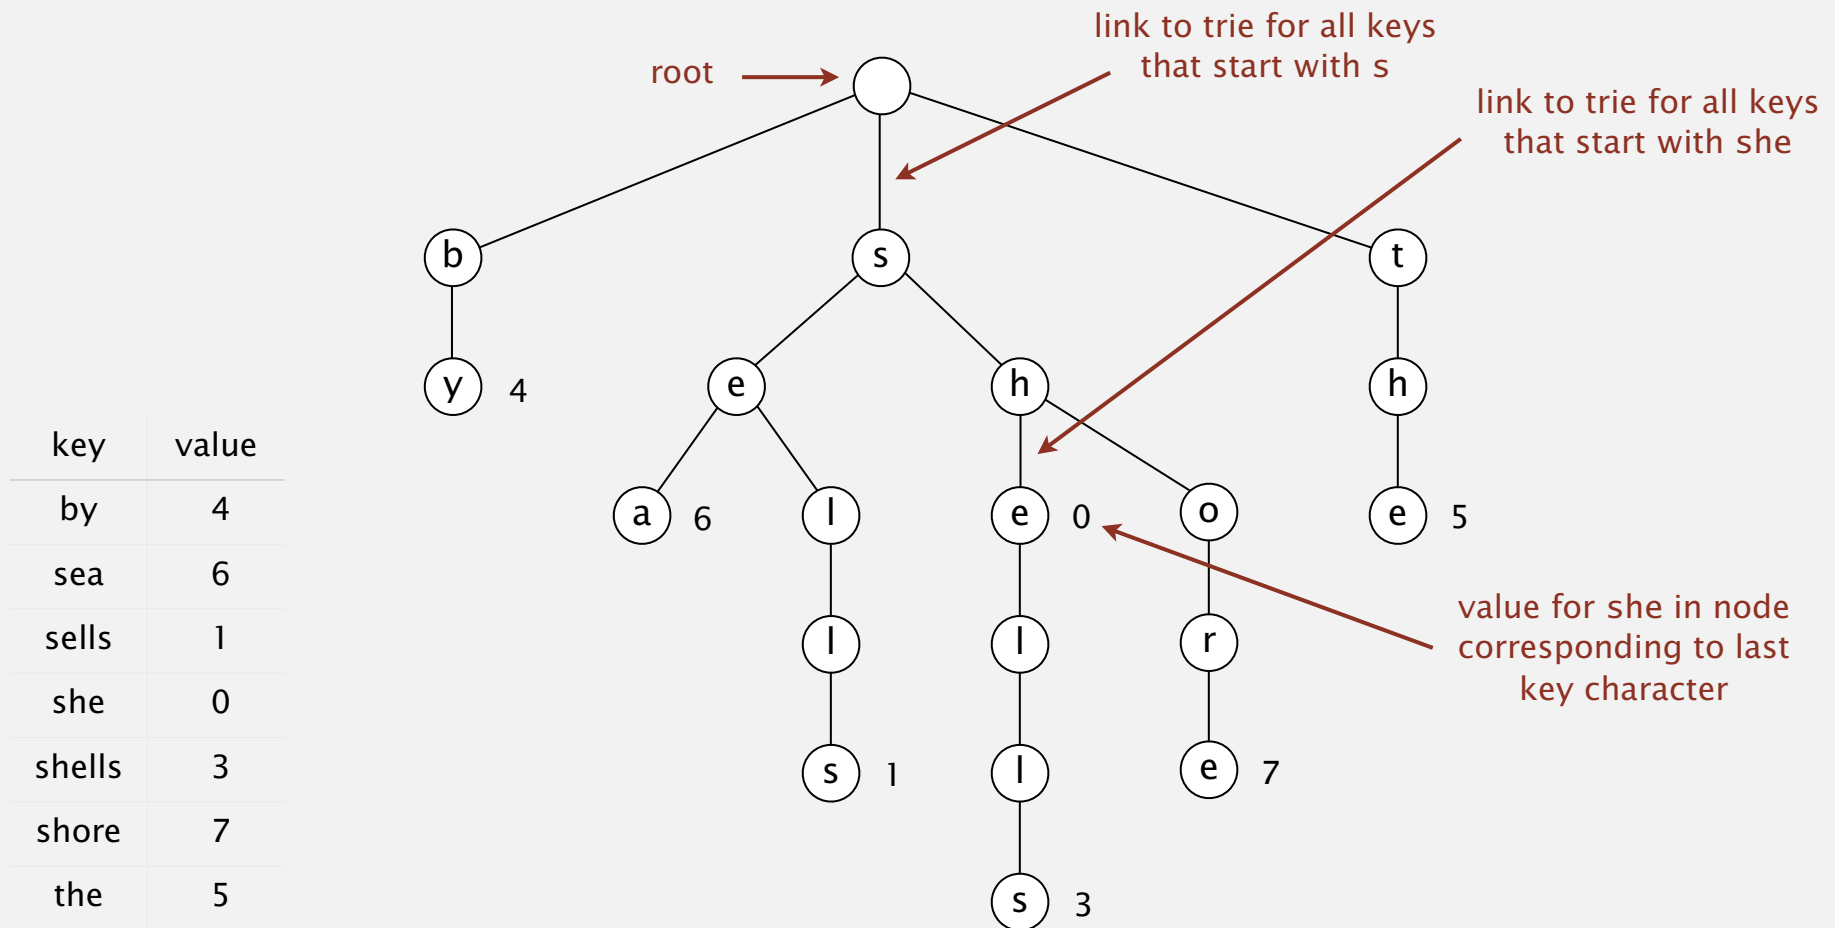 link to trie for all keys
that start with s
root
link to trie for all keys
that start with she
b
s
t
y 4
e
h
h
key value
by 4
a 6
l
e 0
o
e 5
sea 6
value for she in node
corresponding to last
key character
sells 1
l
l
r
she 0
shells 3
s 1
l
e 7
shore 7
the 5
s 3